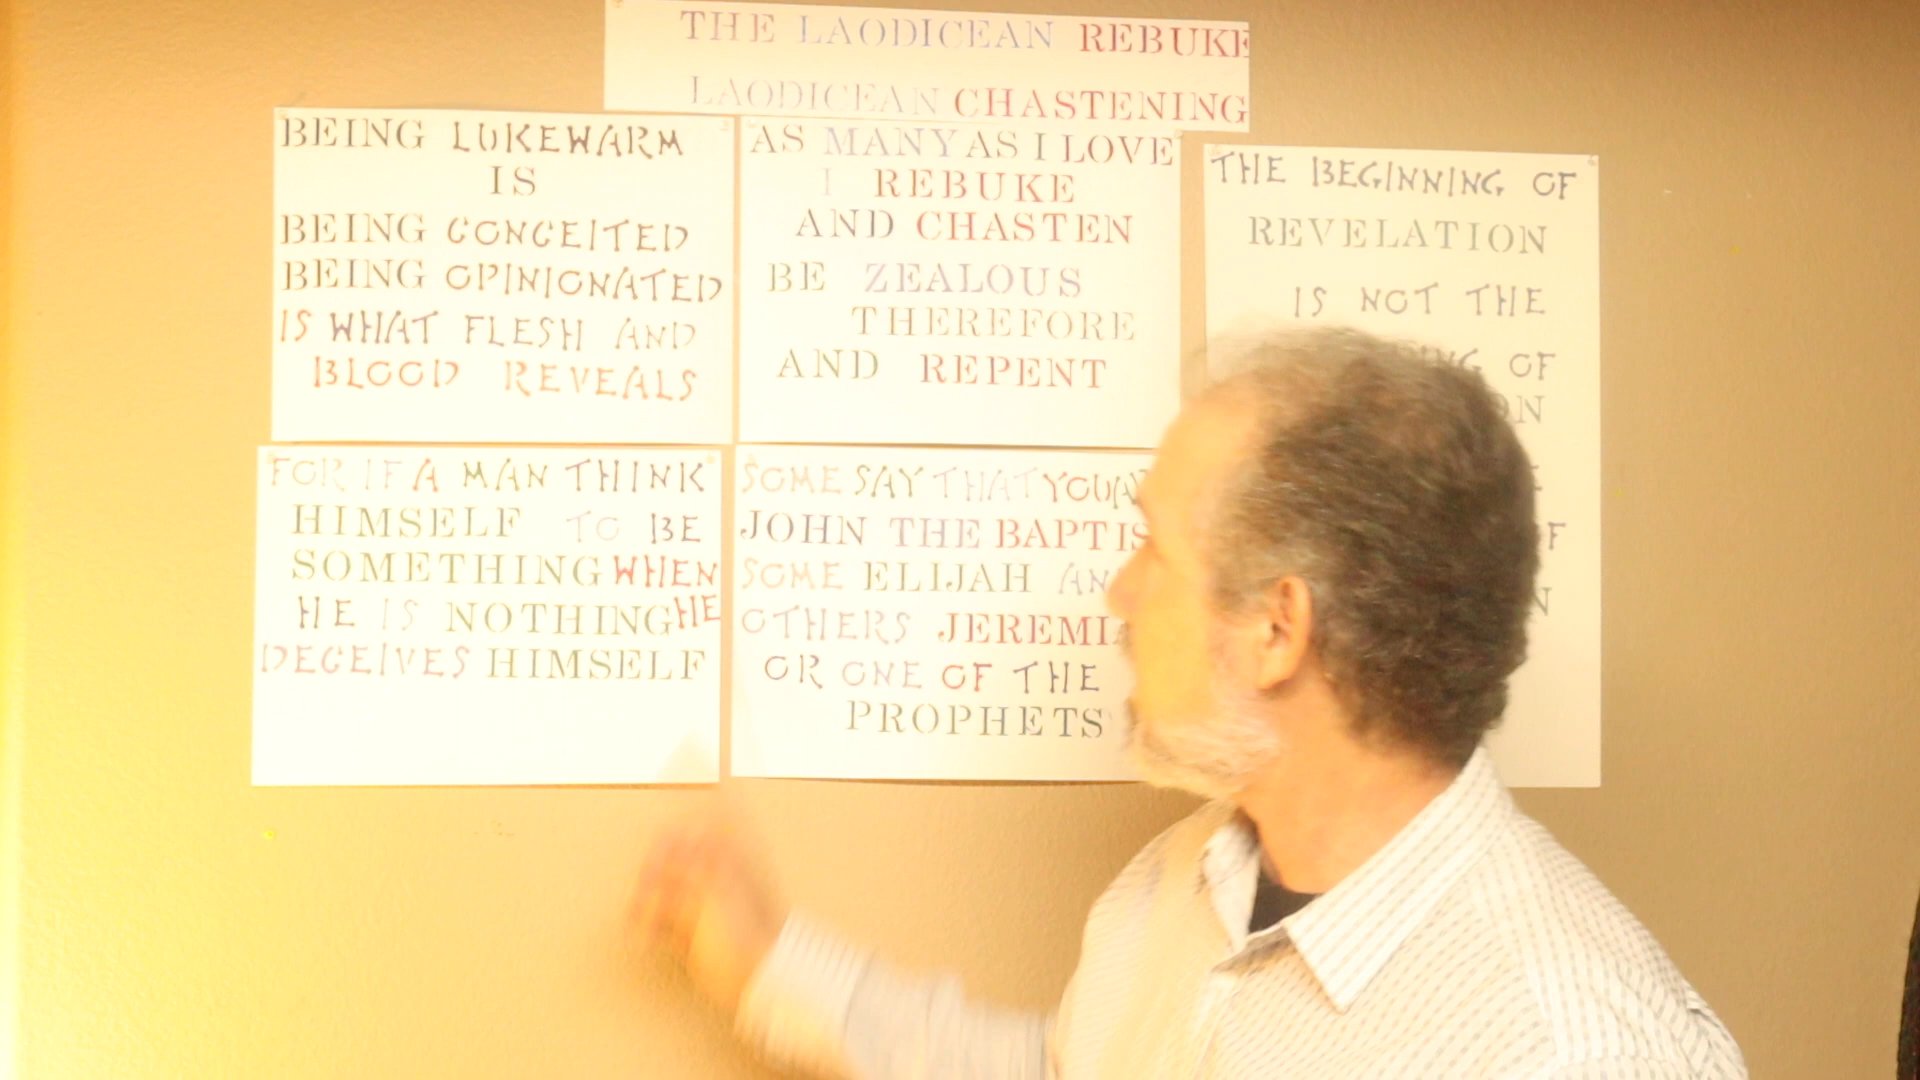 THE LAODICEAN REBUKE
LAODICEAN CHASTENING
BEING LUKEWARM
IS
BEING CONCEITED
BEING OPINIONATED
IS WHAT FLESH AND
BLOOD REVEALS
AS MANY AS I LOVE
I REBUKE
AND CHASTEN
BE ZEALOUS
THEREFORE
AND REPENT
THE BEGINNING OF
REVELATION
IS NOT THE
OF
FOR IF A MAN THINK
HIMSELF TO BE
SOMETHING WHEN
HE IS NOTHING HE
DECEIVES HIMSELF
SOME SAY THAT YOU
JOHN THE
SOME ELIJAH
OTHERS
OR ONE OF THE
PROPHETS